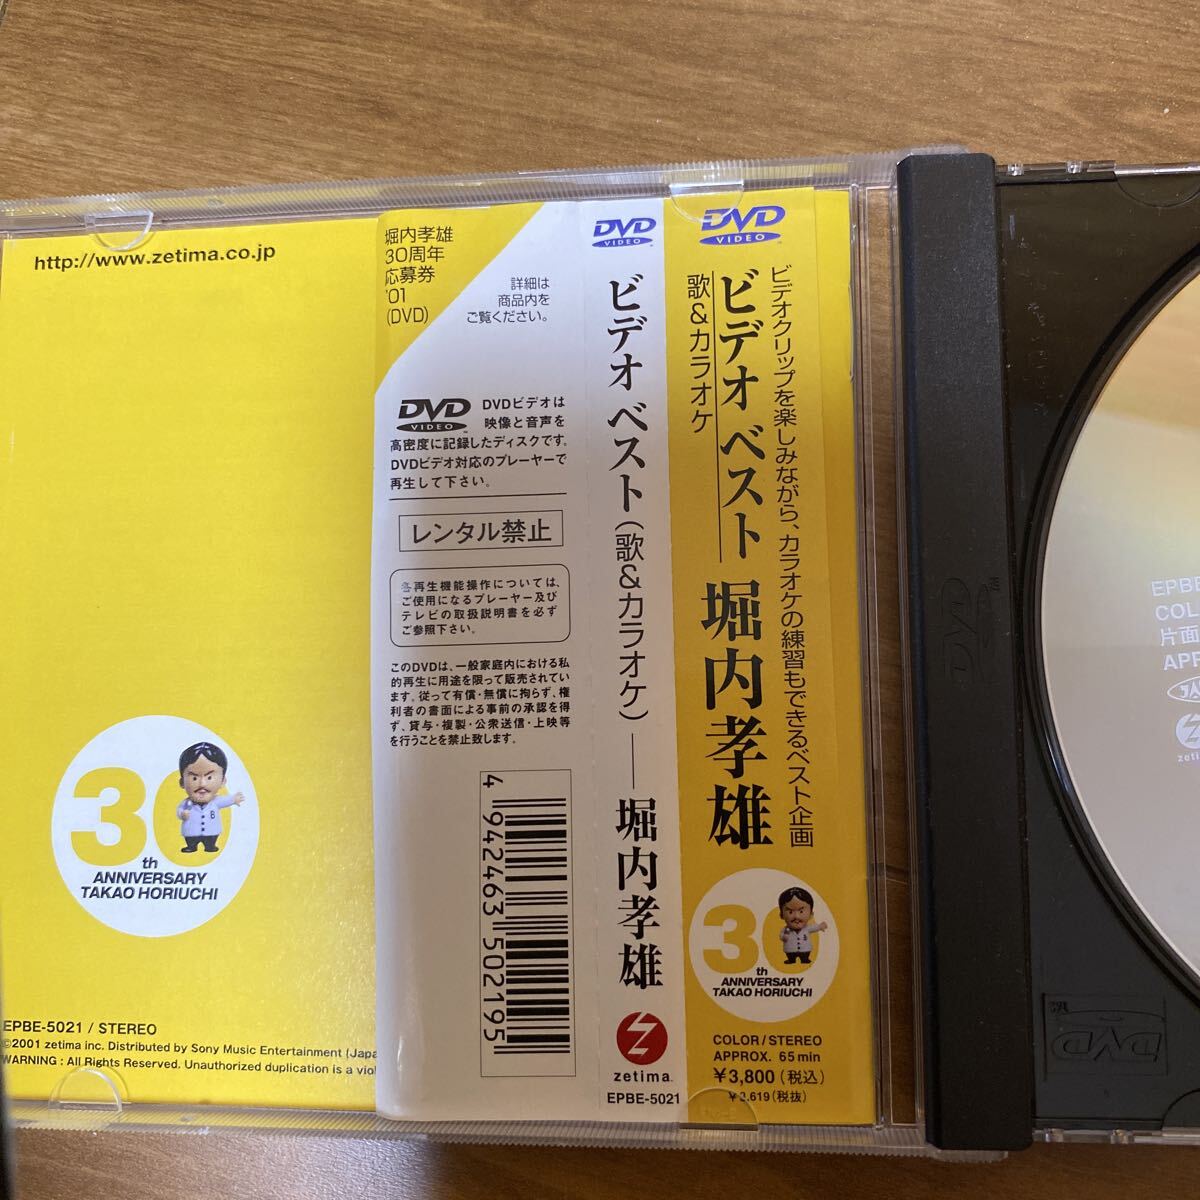 http://www.zetima.co.jp
30
th
ANNIVERSARY
TAKAO HORIUCHI
EPBE-5021 / STEREO
©2001 zetima inc. Distributed by Sony Music Entertainment (Japa
WARNING : All Rights Reserved. Unauthorized duplication is a viol
堀内孝雄
30周年
応募券
'01
(DVD)
詳細は
商品内を
ご覧ください。
DVD
VIDEO
DVDビデオは
映像と音声を
高密度に記録したディスクです。
DVDビデオ対応のプレーヤーで
再生して下さい。
レンタル禁止
各再生機能操作については、
ご使用になるプレーヤー及び
テレビの取扱説明書を必ず
ご参照下さい。
このDVDは、一般家庭内における私
的再生に用途を限って販売されてい
ます。従って有償・無償に拘らず、権
利者の書面による事前の承認を得
ず、貸与・複製・公衆送信・上映等
を行うことを禁止致します。
4 942463 502195
DVD
VIDEO
ビデオ ベスト(歌&カラオケ)──堀内孝雄
zetima
EPBE-5021
DVD
VIDEO
ビデオクリップを楽しみながら、カラオケの練習もできるベスト企画
ビデオ ベスト 堀内孝雄
歌&カラオケ
30
th
ANNIVERSARY
TAKAO HORIUCHI
COLOR/STEREO
APPROX. 65min
¥3,800(税込)
¥3,619(税抜)
DVD
DVD
EPBE
COL
片面
APP
zeti